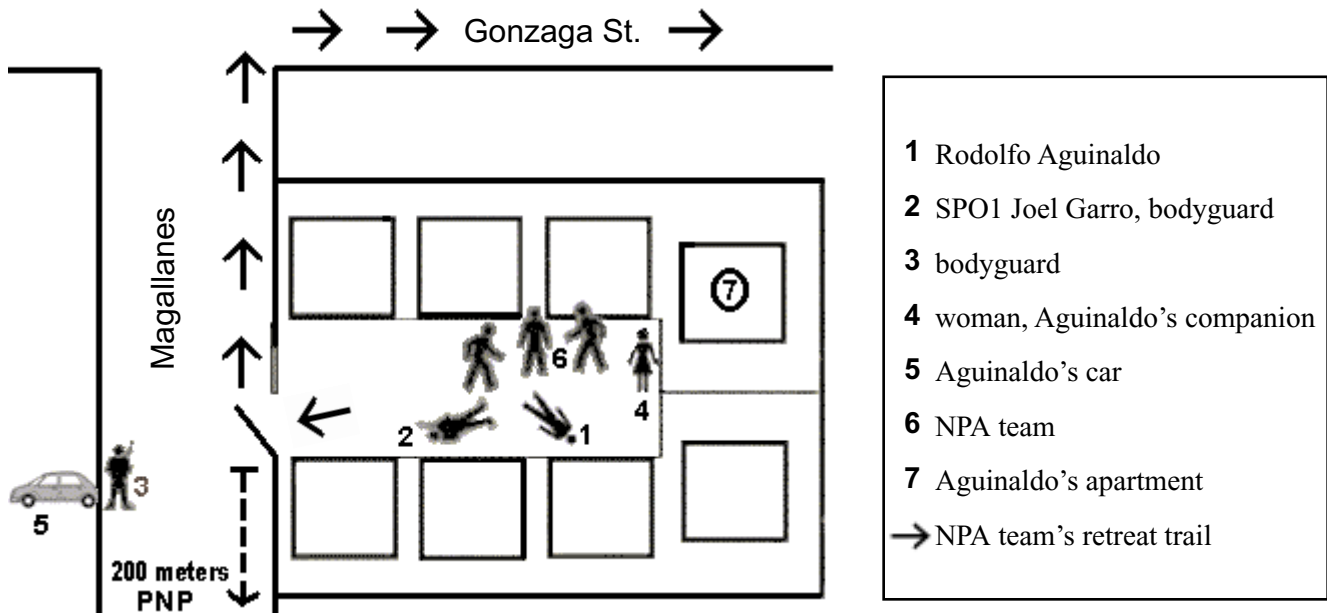 Gonzaga St.
Magallanes
7
6
4
2
1
3
5
200 meters
PNP
1 Rodolfo Aguinaldo
2 SPO1 Joel Garro, bodyguard
3 bodyguard
4 woman, Aguinaldo’s companion
5 Aguinaldo’s car
6 NPA team
7 Aguinaldo’s apartment
NPA team’s retreat trail